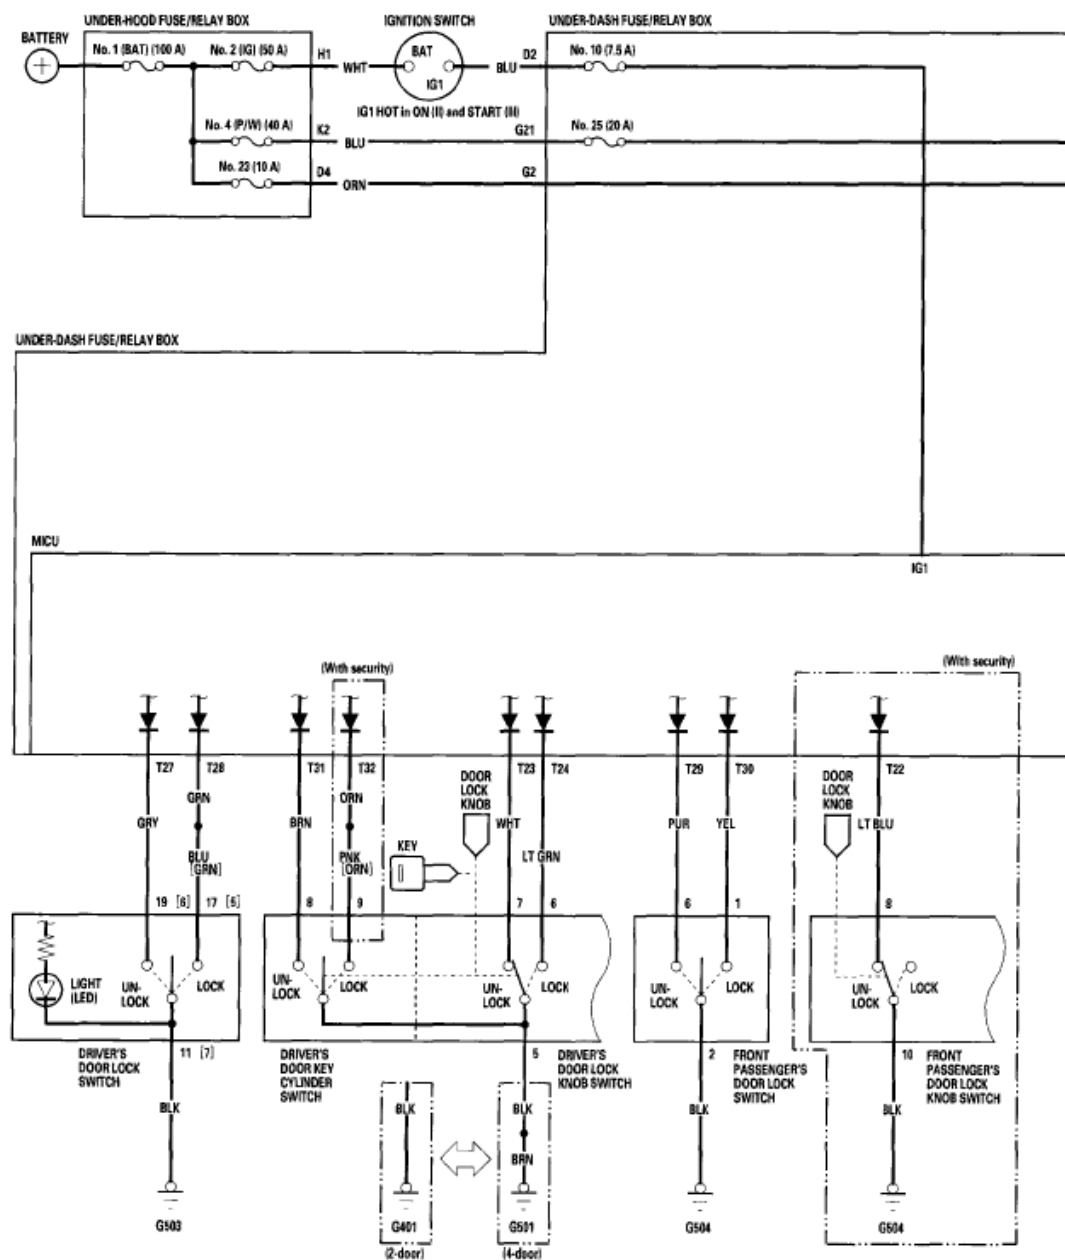 UNDER-HOOD FUSE/RELAY BOX
IGNITION SWITCH
UNDER-DASH FUSE/RELAY BOX
BATTERY
No. 1 (BAT) (100 A)
No. 2 (IG) (50 A)
H1
WHT
BAT
IG1
BLU
D2
No. 10 (7.5 A)
IG1 HOT in ON (II) and START (III)
No. 4 (P/W) (40 A)
K2
BLU
G21
No. 25 (20 A)
No. 23 (10 A)
D4
ORN
G2
UNDER-DASH FUSE/RELAY BOX
MICU
IG1
(With security)
(With security)
T27
T28
T31
T32
T23
T24
T29
T30
T22
DOOR
LOCK
KNOB
DOOR
LOCK
KNOB
GRY
GRN
BLU
[GRN]
BRN
ORN
PNK
[ORN]
KEY
WHT
LT GRN
PUR
YEL
LT BLU
19 [6]
17 [5]
8
9
7
6
6
1
8
LIGHT
(LED)
UN-
LOCK
LOCK
UN-
LOCK
LOCK
UN-
LOCK
LOCK
UN-
LOCK
LOCK
UN-
LOCK
LOCK
DRIVER'S
DOOR LOCK
SWITCH
11 [7]
DRIVER'S
DOOR KEY
CYLINDER
SWITCH
5
DRIVER'S
DOOR LOCK
KNOB SWITCH
2
FRONT
PASSENGER'S
DOOR LOCK
SWITCH
10
FRONT
PASSENGER'S
DOOR LOCK
KNOB SWITCH
BLK
BLK
BLK
BRN
BLK
BLK
G503
G401
G501
G504
G504
(2-door)
(4-door)